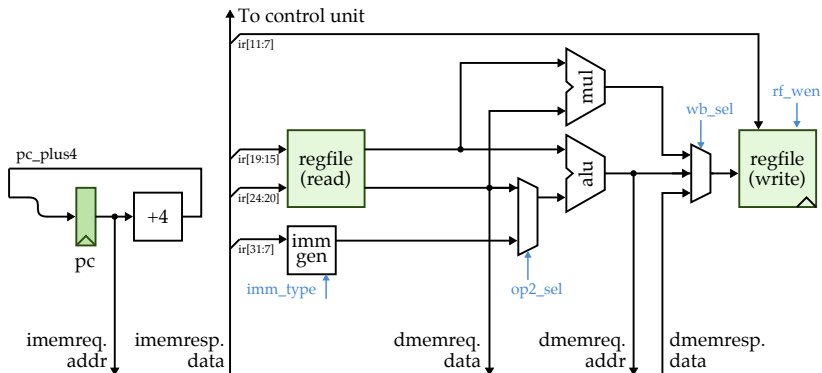 To control unit
ir[11:7]
mul
rf_wen
wb_sel
pc_plus4
ir[19:15]
regfile
(read)
alu
regfile
(write)
ir[24:20]
+4
pc
ir[31:7]
imm
gen
imm_type
op2_sel
imemreq.
addr
imemresp.
data
dmemreq.
data
dmemreq.
addr
dmemresp.
data